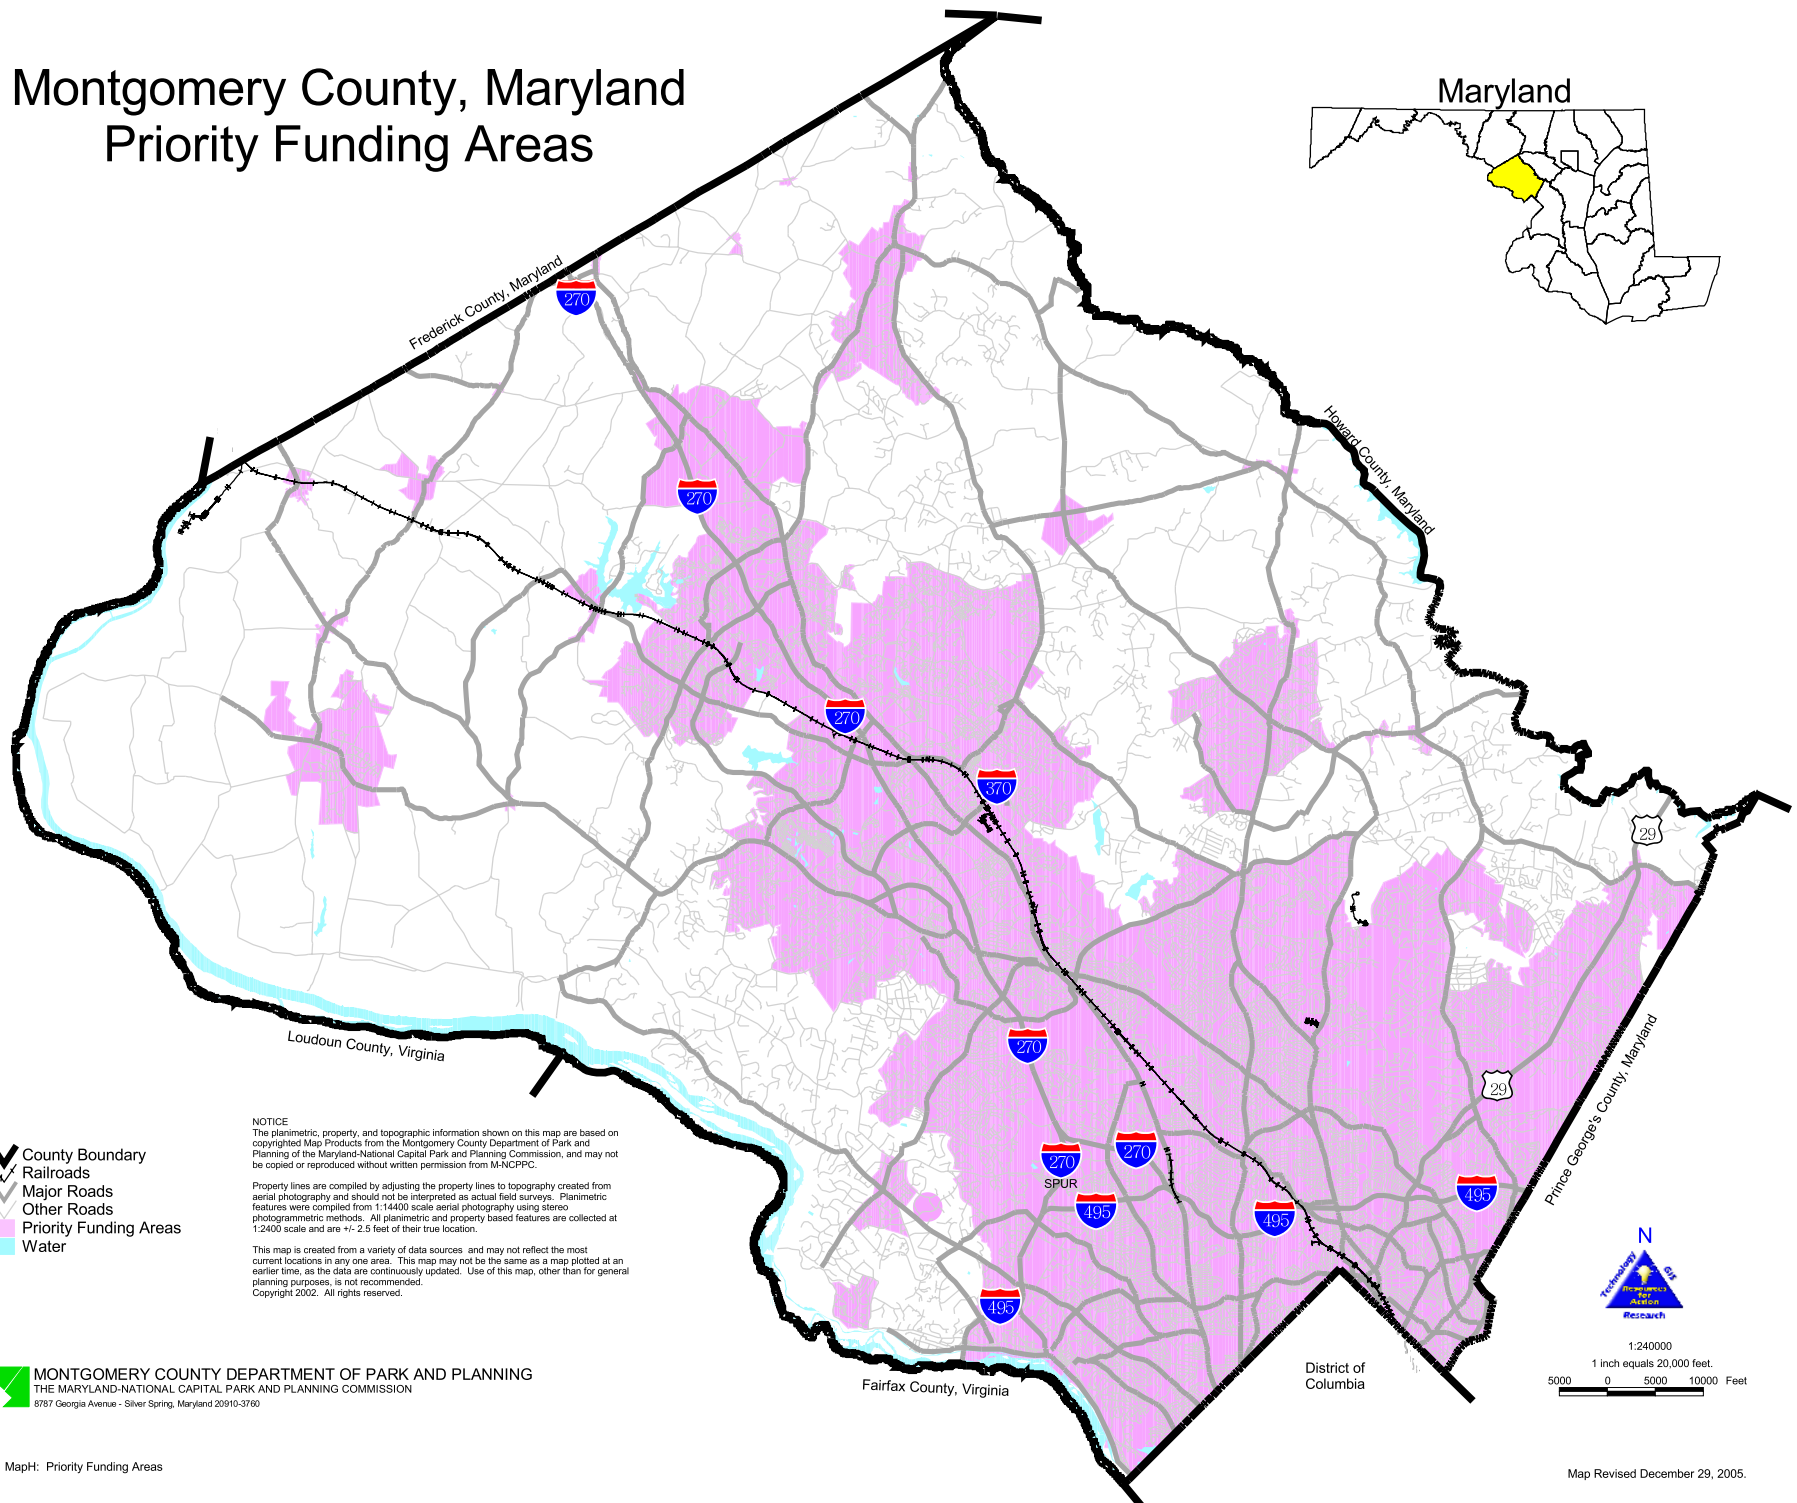 Montgomery County, Maryland
Priority Funding Areas
Maryland
Frederick County, Maryland
270
Howard County, Maryland
270
270
370
29
270
Loudoun County, Virginia
29
Prince George's County, Maryland
270
SPUR
270
495
495
495
495
Fairfax County, Virginia
District of
Columbia
County Boundary
Railroads
Major Roads
Other Roads
Priority Funding Areas
Water
NOTICE
The planimetric, property, and topographic information shown on this map are based on
copyrighted Map Products from the Montgomery County Department of Park and
Planning of the Maryland-National Capital Park and Planning Commission, and may not
be copied or reproduced without written permission from M-NCPPC.
Property lines are compiled by adjusting the property lines to topography created from
aerial photography and should not be interpreted as actual field surveys. Planimetric
features were compiled from 1:14400 scale aerial photography using stereo
photogrammetric methods. All planimetric and property based features are collected at
1:2400 scale and are +/- 2.5 feet of their true location.
This map is created from a variety of data sources and may not reflect the most
current locations in any one area. This map may not be the same as a map plotted at an
earlier time, as the data are continuously updated. Use of this map, other than for general
planning purposes, is not recommended.
Copyright 2002. All rights reserved.
N
Technology
GIS
Resources
for
Action
Research
1:240000
1 inch equals 20,000 feet.
5000 0 5000 10000 Feet
MONTGOMERY COUNTY DEPARTMENT OF PARK AND PLANNING
THE MARYLAND-NATIONAL CAPITAL PARK AND PLANNING COMMISSION
8787 Georgia Avenue - Silver Spring, Maryland 20910-3760
MapH: Priority Funding Areas
Map Revised December 29, 2005.